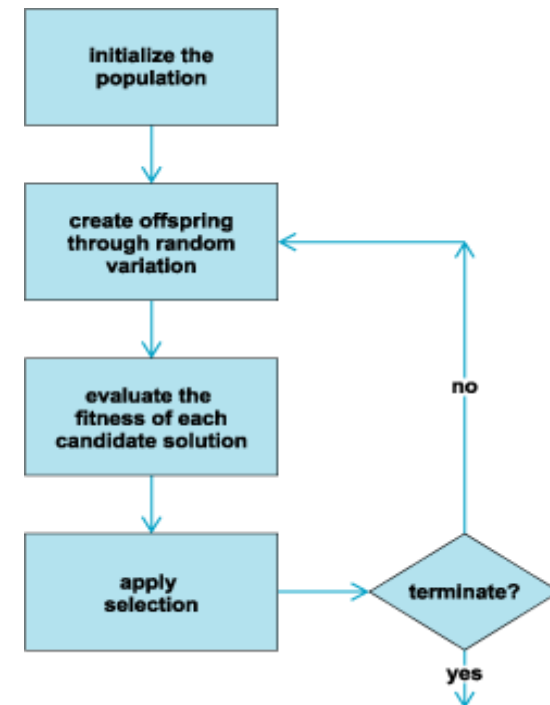 initialize the
population
create offspring
through random
variation
evaluate the
fitness of each
candidate solution
apply
selection
terminate?
no
yes